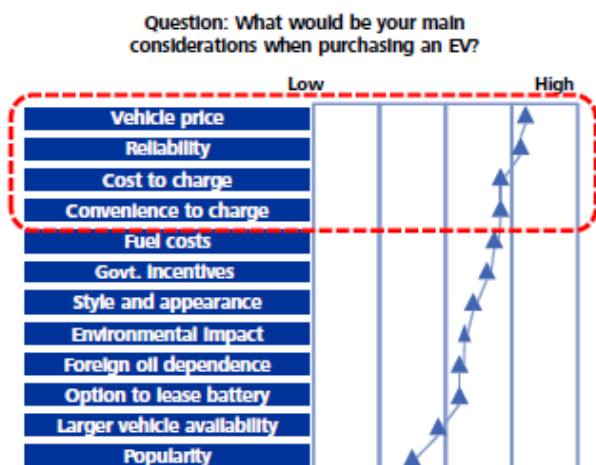 Question: What would be your main
considerations when purchasing an EV?
Low High
Vehicle price
Reliability
Cost to charge
Convenience to charge
Fuel costs
Govt. incentives
Style and appearance
Environmental impact
Foreign oil dependence
Option to lease battery
Larger vehicle availability
Popularity